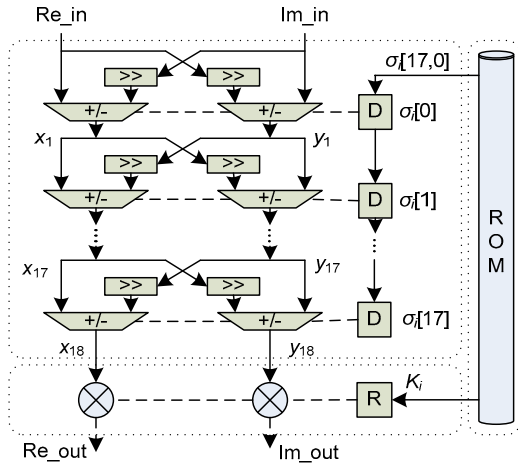 Re_in Im_in
σi[17,0]
>> >>
+/- +/- D σi[0]
x1 y1
>> >>
+/- +/- D σi[1]
ROM
x17 y17
>> >>
+/- +/- D σi[17]
x18 y18
Ki
R
Re_out Im_out